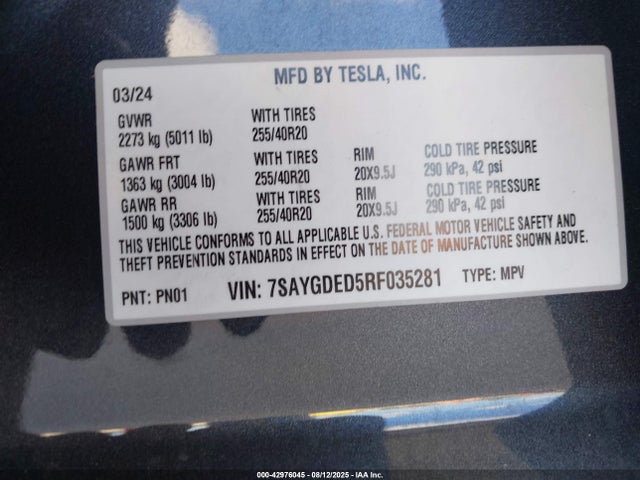 MFD BY TESLA, INC.
03/24
GVWR WITH TIRES
2273 kg (5011 lb) 255/40R20
GAWR FRT WITH TIRES RIM COLD TIRE PRESSURE
1363 kg (3004 lb) 255/40R20 20X9.5J 290 kPa, 42 psi
GAWR RR WITH TIRES RIM COLD TIRE PRESSURE
1500 kg (3306 lb) 255/40R20 20X9.5J 290 kPa, 42 psi
THIS VEHICLE CONFORMS TO ALL APPLICABLE U.S. FEDERAL MOTOR VEHICLE SAFETY AND
THEFT PREVENTION STANDARDS IN EFFECT ON THE DATE OF MANUFACTURE SHOWN ABOVE.
PNT: PN01 VIN: 7SAYGDED5RF035281 TYPE: MPV
000-42976045 - 08/12/2025 - IAA Inc.